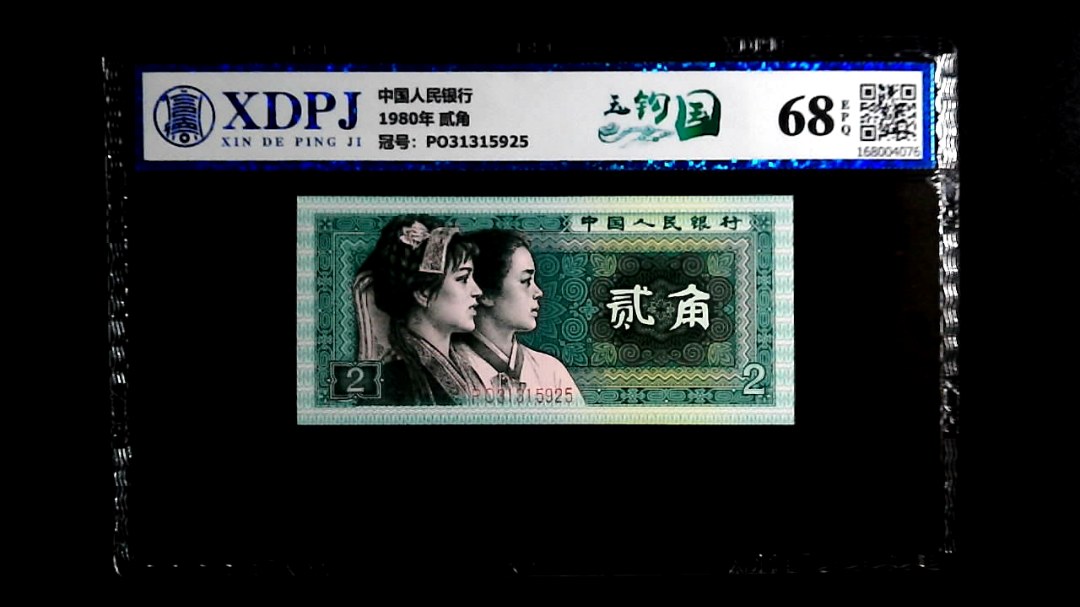 XDPJ
XIN DE PING JI
中国人民银行
1980年 贰角
冠号：PO31315925
五钩国
68
EPQ
168004076
中国人民银行
贰角
2
2
PO31315925